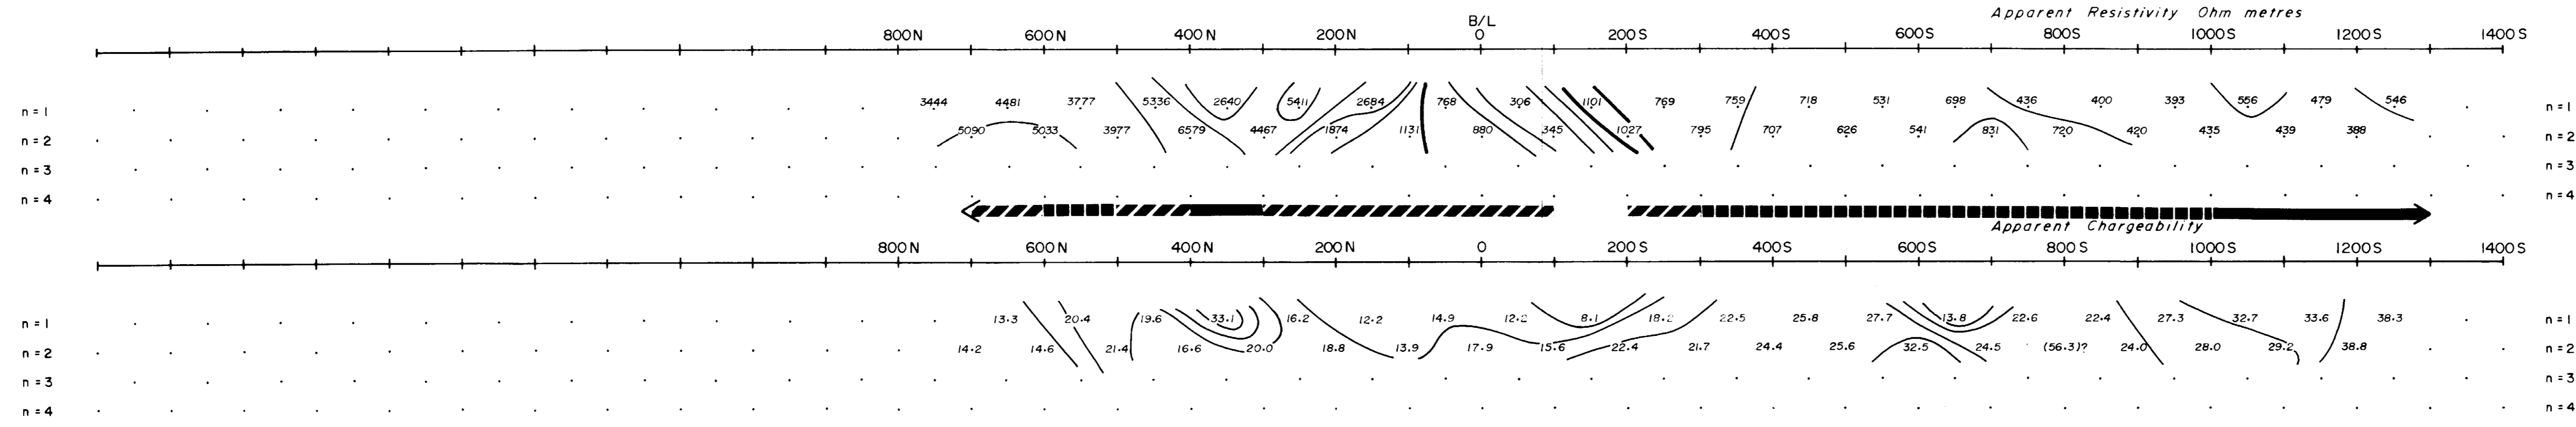 Apparent Resistivity Ohm metres
B/L
800N 600N 400N 200N 0 200S 400S 600S 800S 1000S 1200S 1400S
n=1 3444 4481 3777 5336 2640 5411 2684 768 306 1101 769 759 718 531 698 436 400 393 556 479 546 n=1
n=2 5090 5033 3977 6579 4467 1874 1131 880 345 1027 795 707 626 541 831 720 420 435 439 388 n=2
n=3 n=3
n=4 n=4
Apparent Chargeability
800N 600N 400N 200N 0 200S 400S 600S 800S 1000S 1200S 1400S
n=1 13.3 20.4 19.6 33.1 16.2 12.2 14.9 12.2 8.1 18.2 22.5 25.8 27.7 13.8 22.6 22.4 27.3 32.7 33.6 38.3 n=1
n=2 14.2 14.6 21.4 16.6 20.0 18.8 13.9 17.9 15.6 22.4 21.7 24.4 25.6 32.5 24.5 (56.3)? 24.0 28.0 29.2 38.8 n=2
n=3 n=3
n=4 n=4